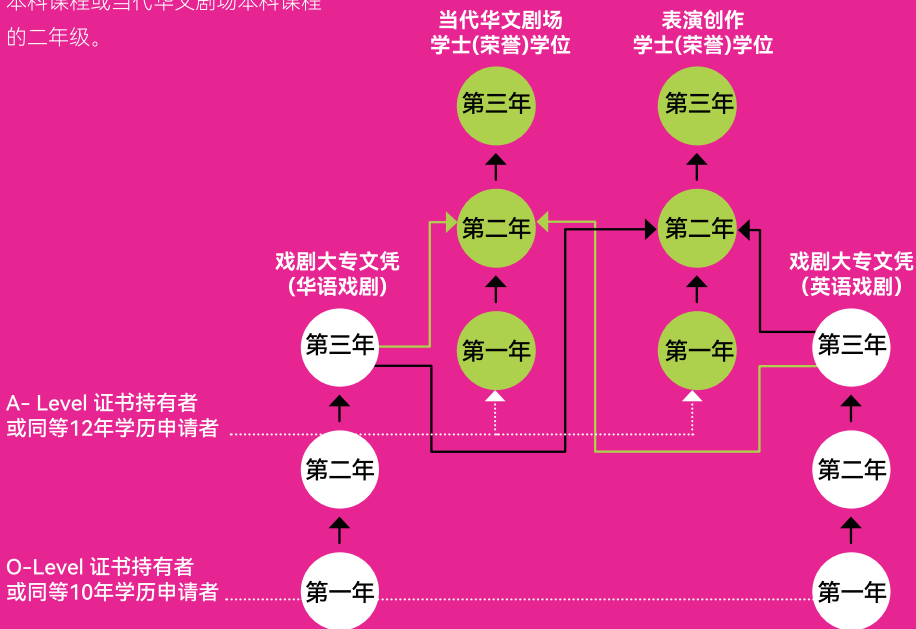 本科课程或当代华文剧场本科课程
的二年级。
当代华文剧场
学士(荣誉)学位
表演创作
学士(荣誉)学位
第三年
第三年
第二年
第二年
戏剧大专文凭
(华语戏剧)
戏剧大专文凭
(英语戏剧)
第三年
第一年
第一年
第三年
A- Level 证书持有者
或同等12年学历申请者
第二年
第二年
O-Level 证书持有者
或同等10年学历申请者
第一年
第一年